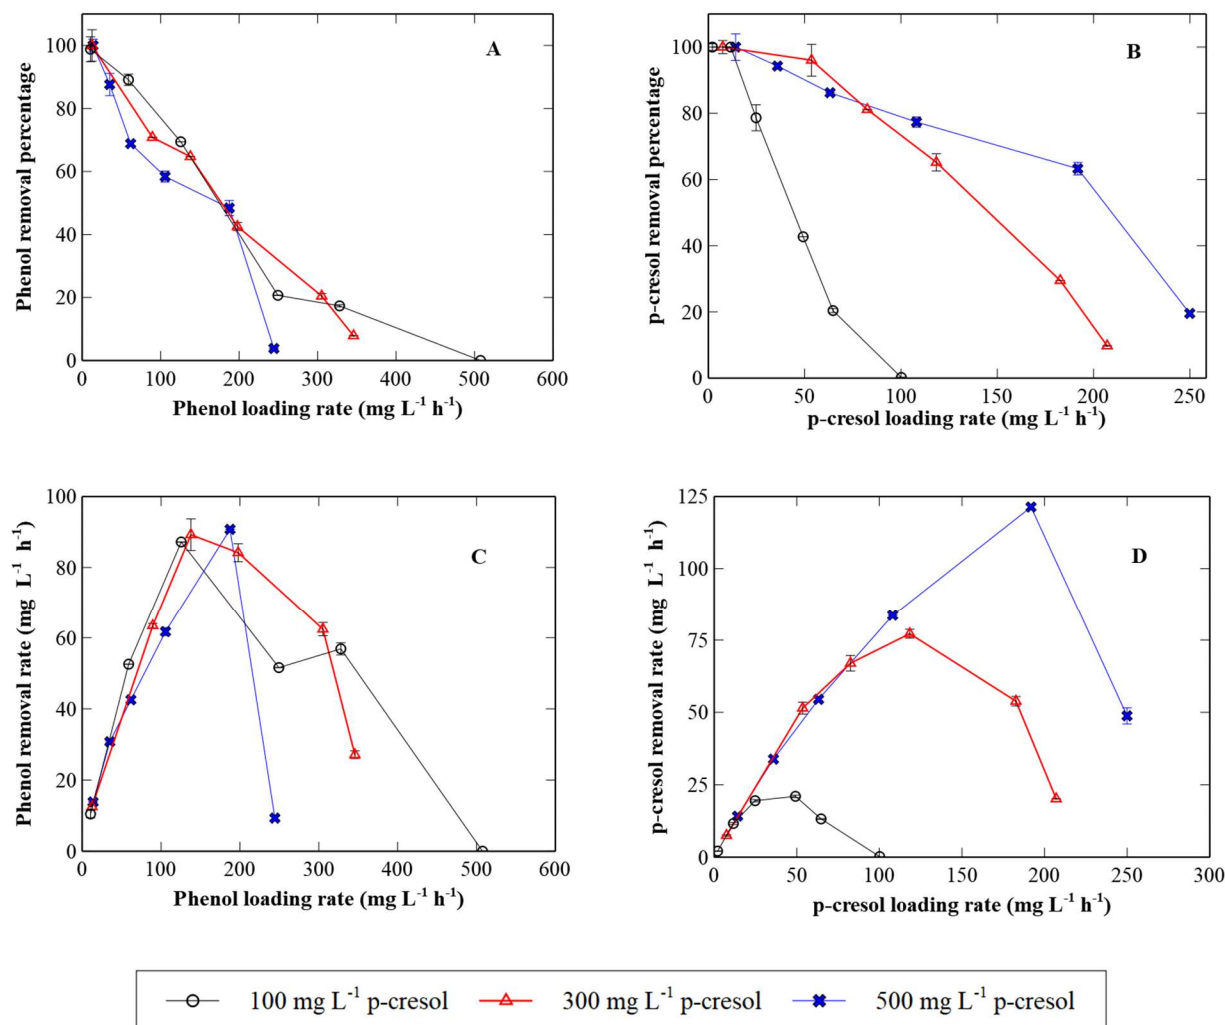 A
Phenol removal percentage
100
80
60
40
20
0
0 100 200 300 400 500 600
Phenol loading rate (mg L⁻¹ h⁻¹)
B
p-cresol removal percentage
100
80
60
40
20
0
0 50 100 150 200 250
p-cresol loading rate (mg L⁻¹ h⁻¹)
C
Phenol removal rate (mg L⁻¹ h⁻¹)
100
80
60
40
20
0
0 100 200 300 400 500 600
Phenol loading rate (mg L⁻¹ h⁻¹)
D
p-cresol removal rate (mg L⁻¹ h⁻¹)
125
100
75
50
25
0
0 50 100 150 200 250 300
p-cresol loading rate (mg L⁻¹ h⁻¹)
100 mg L⁻¹ p-cresol 300 mg L⁻¹ p-cresol 500 mg L⁻¹ p-cresol